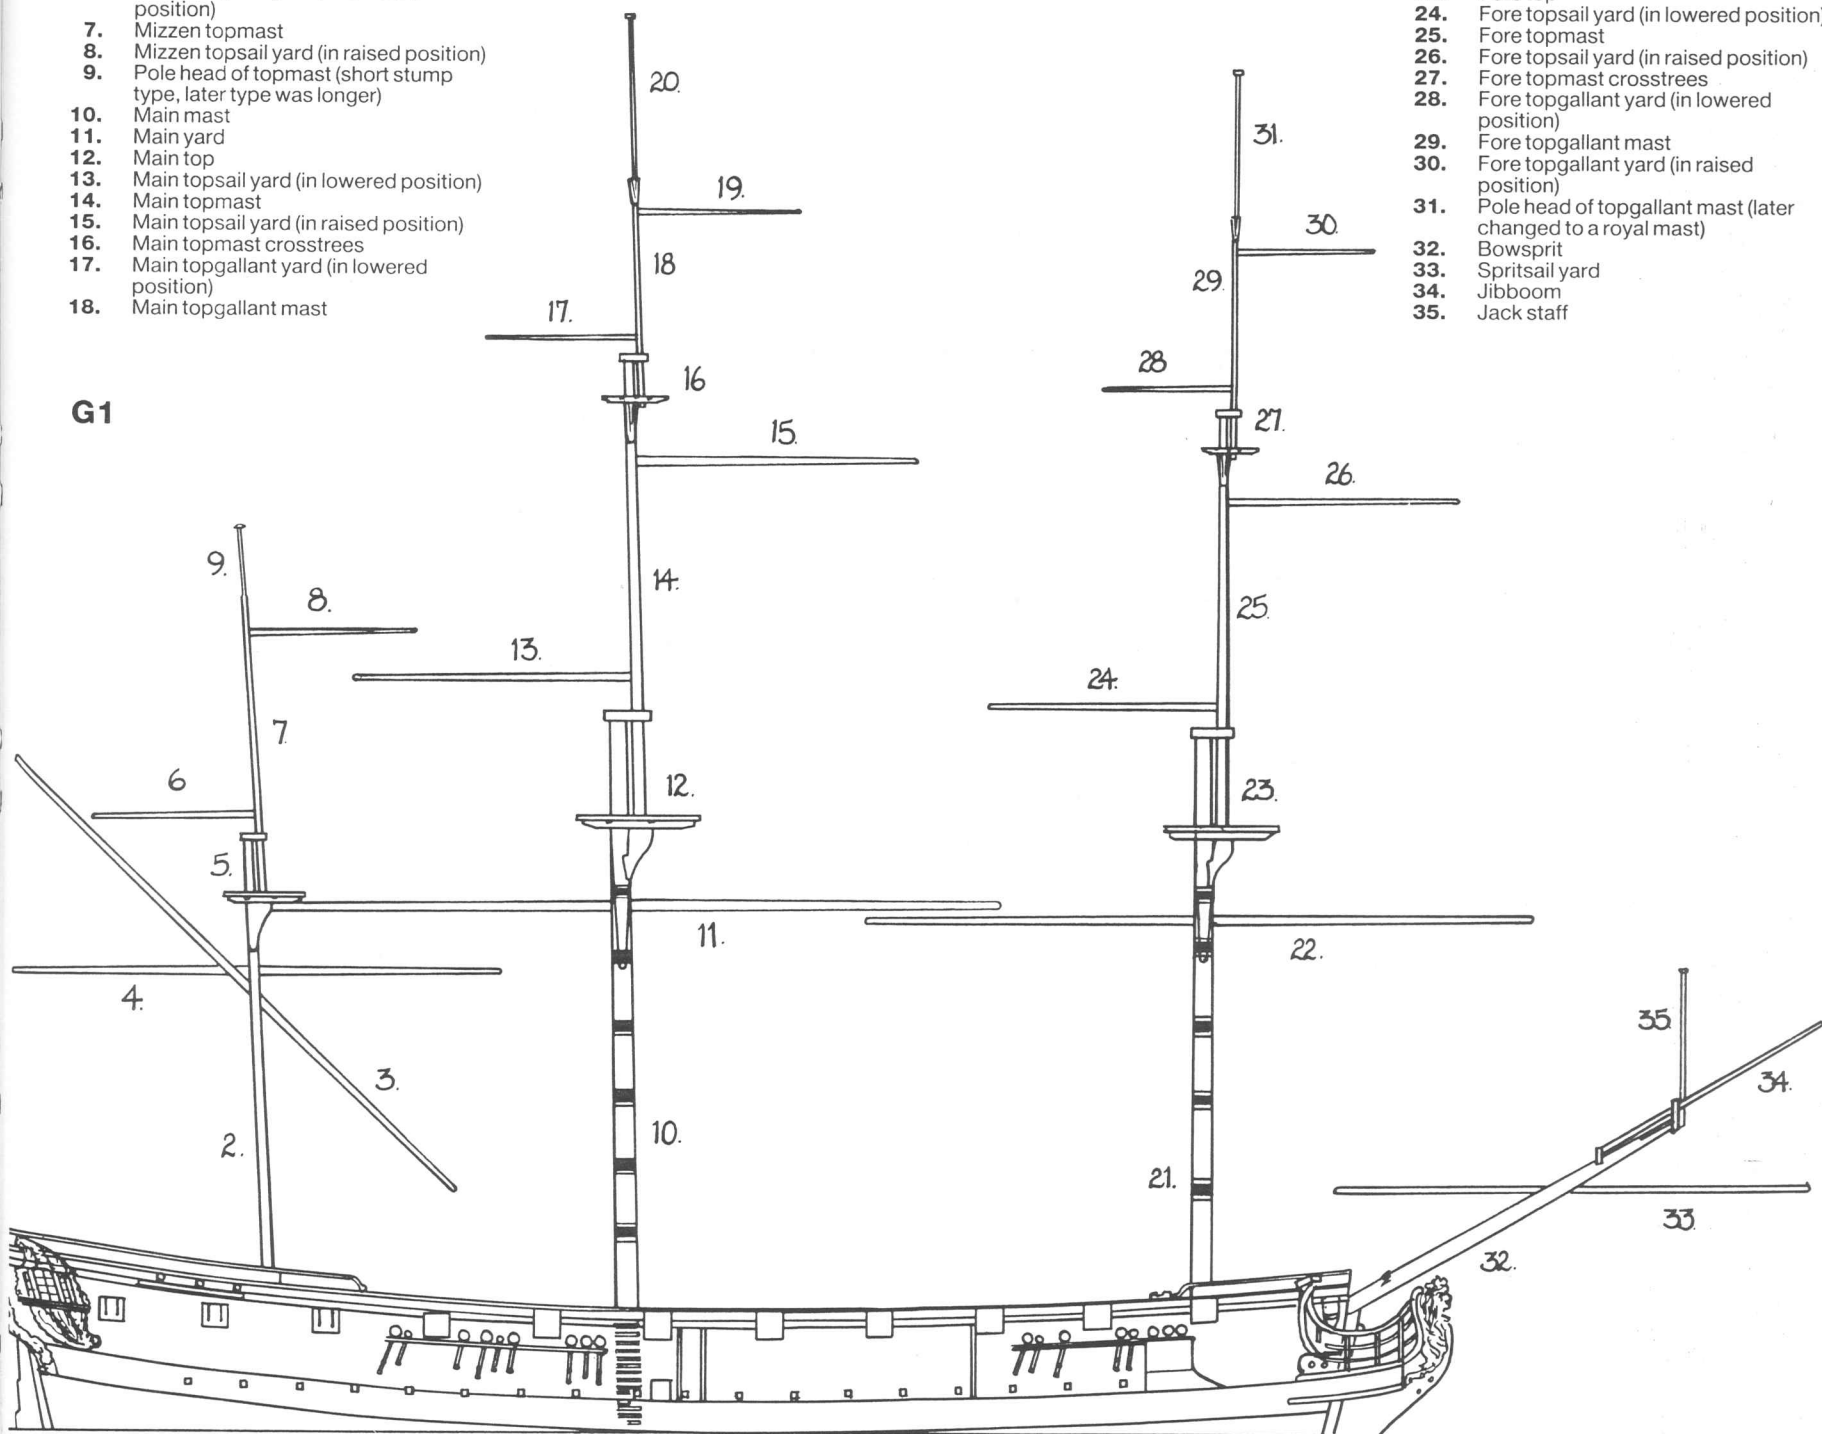 position)
7. Mizzen topmast
8. Mizzen topsail yard (in raised position)
9. Pole head of topmast (short stump
type, later type was longer)
10. Main mast
11. Main yard
12. Main top
13. Main topsail yard (in lowered position)
14. Main topmast
15. Main topsail yard (in raised position)
16. Main topmast crosstrees
17. Main topgallant yard (in lowered
position)
18. Main topgallant mast
24. Fore topsail yard (in lowered position)
25. Fore topmast
26. Fore topsail yard (in raised position)
27. Fore topmast crosstrees
28. Fore topgallant yard (in lowered
position)
29. Fore topgallant mast
30. Fore topgallant yard (in raised
position)
31. Pole head of topgallant mast (later
changed to a royal mast)
32. Bowsprit
33. Spritsail yard
34. Jibboom
35. Jack staff
G1
20.
31.
19.
30.
18
29.
17.
28
16
27.
15.
26.
9.
14.
8.
25.
13.
24.
7.
6
12.
23.
5.
11.
22.
4.
35.
3.
34.
10.
2.
21.
33.
32.